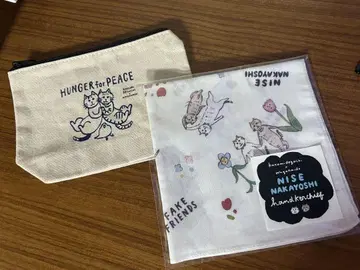 HUNGER for PEACE
NISE
NAKAYOSHI
FAKE
FRIENDS
NISE
NAKAYOSHI
handkerchief